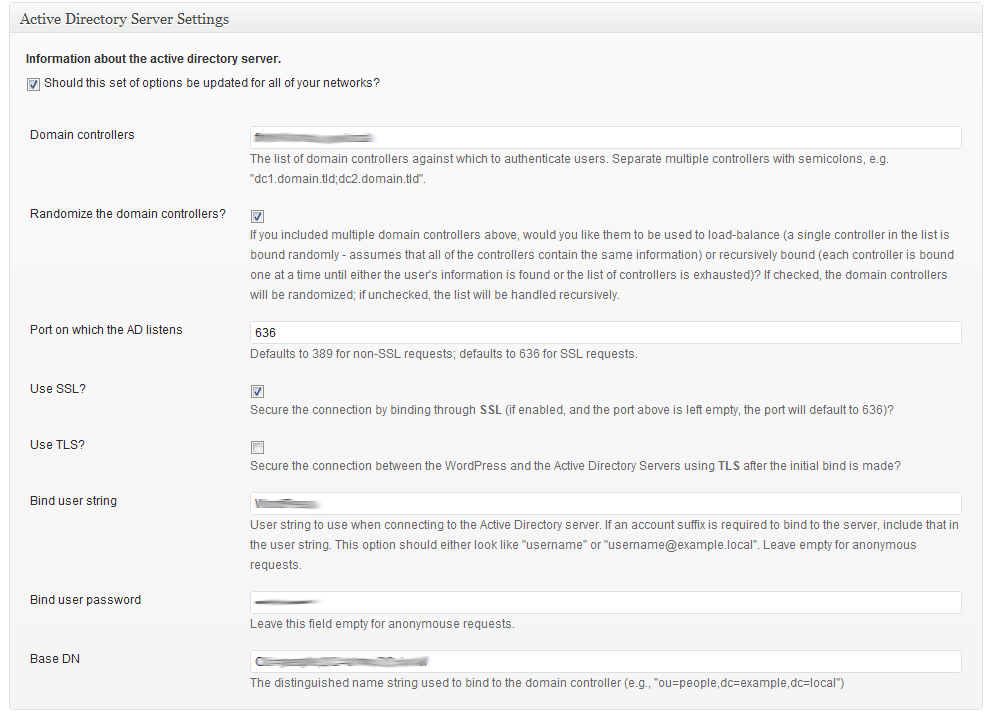 Active Directory Server Settings
Information about the active directory server.
Should this set of options be updated for all of your networks?
Domain controllers
The list of domain controllers against which to authenticate users. Separate multiple controllers with semicolons, e.g.
"dc1.domain.tld;dc2.domain.tld".
Randomize the domain controllers?
If you included multiple domain controllers above, would you like them to be used to load-balance (a single controller in the list is
bound randomly - assumes that all of the controllers contain the same information) or recursively bound (each controller is bound
one at a time until either the user's information is found or the list of controllers is exhausted)? If checked, the domain controllers
will be randomized; if unchecked, the list will be handled recursively.
Port on which the AD listens
636
Defaults to 389 for non-SSL requests; defaults to 636 for SSL requests.
Use SSL?
Secure the connection by binding through SSL (if enabled, and the port above is left empty, the port will default to 636)?
Use TLS?
Secure the connection between the WordPress and the Active Directory Servers using TLS after the initial bind is made?
Bind user string
User string to use when connecting to the Active Directory server. If an account suffix is required to bind to the server, include that in
the user string. This option should either look like "username" or "username@example.local". Leave empty for anonymous
requests.
Bind user password
Leave this field empty for anonymouse requests.
Base DN
The distinguished name string used to bind to the domain controller (e.g., "ou=people,dc=example,dc=local")